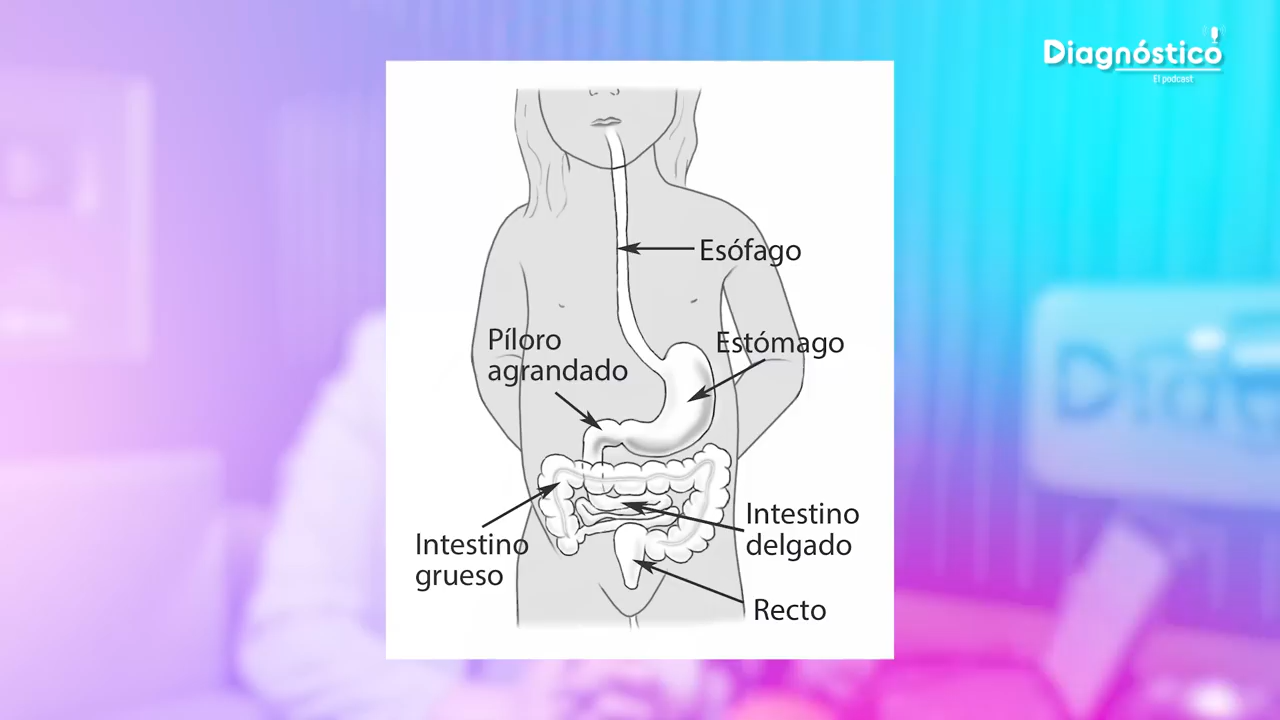 Diagnóstico
El podcast
Esófago
Píloro
agrandado
Estómago
Intestino
grueso
Intestino
delgado
Recto